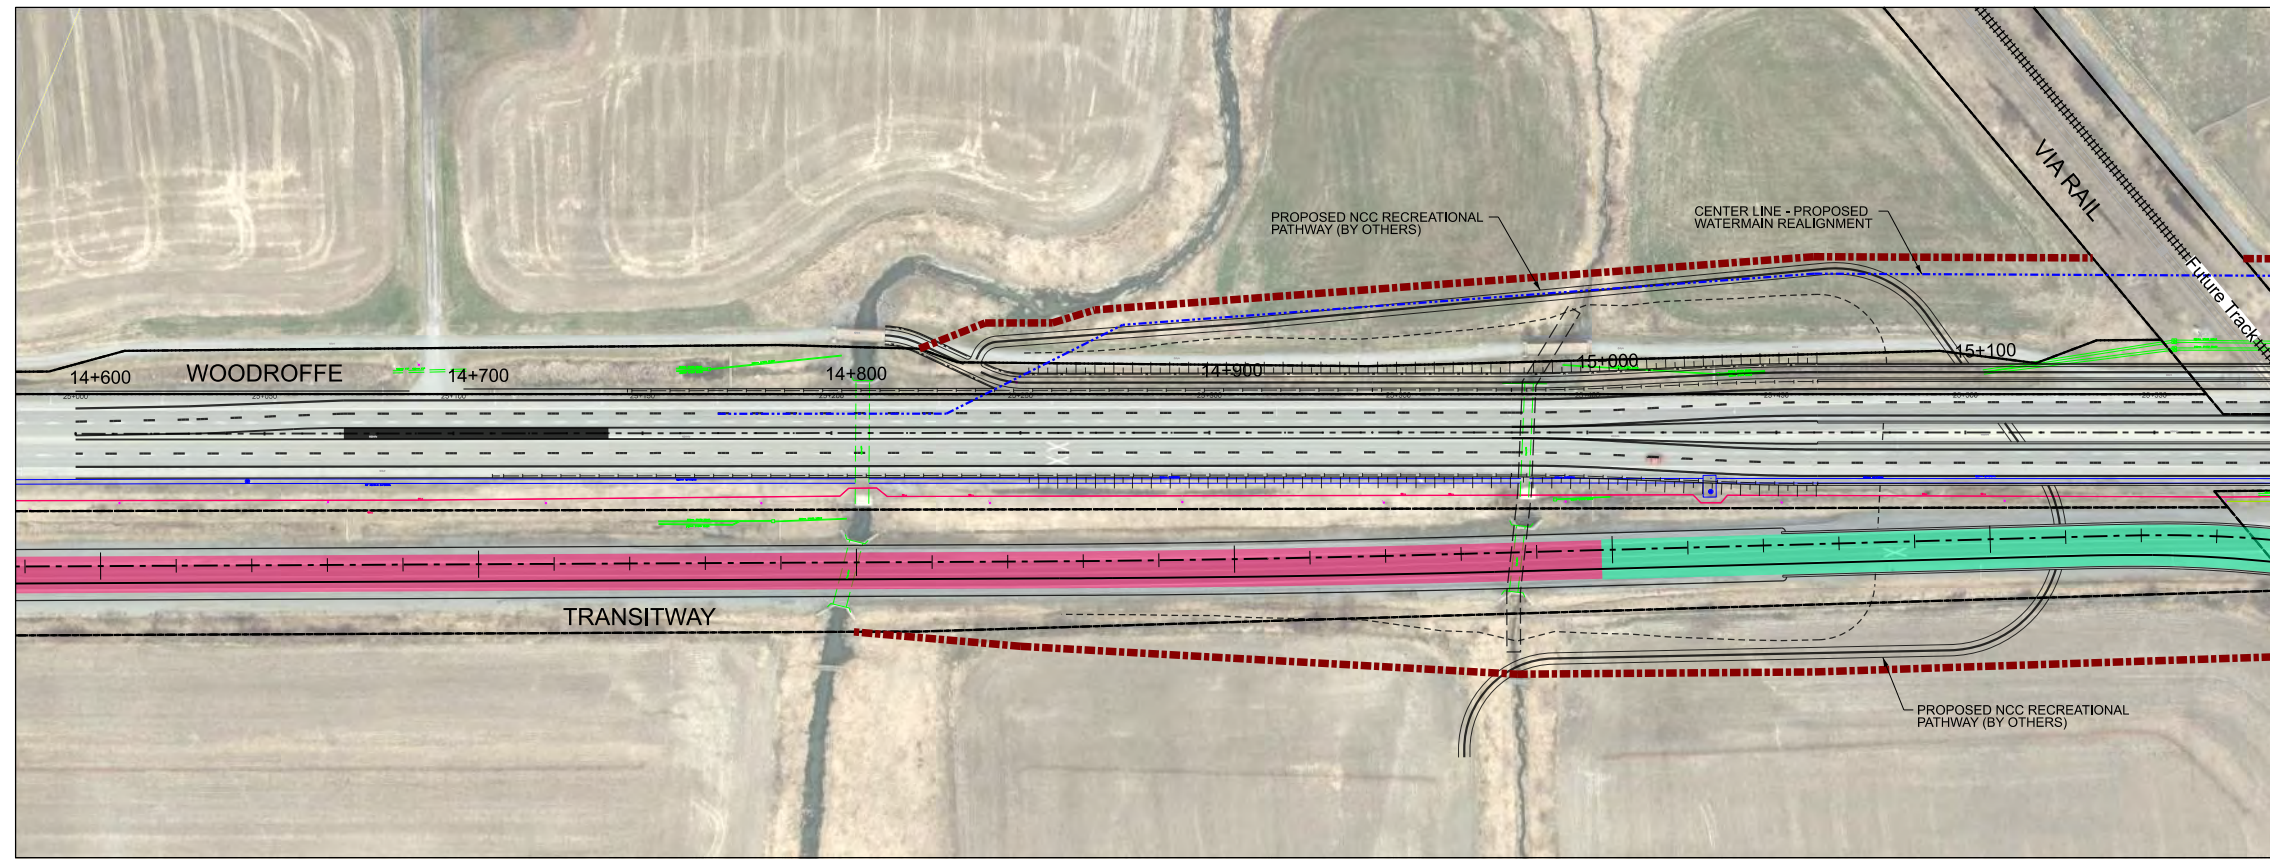 PROPOSED NCC RECREATIONAL
PATHWAY (BY OTHERS)
CENTER LINE - PROPOSED
WATERMAIN REALIGNMENT
VIA RAIL
Future Track
14+600
WOODROFFE
14+700
14+800
14+900
15+000
15+100
TRANSITWAY
PROPOSED NCC RECREATIONAL
PATHWAY (BY OTHERS)